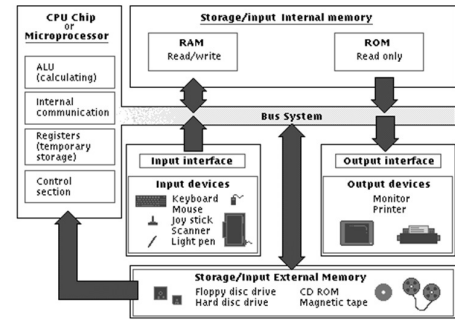 CPU Chip
or
Microprocessor
ALU
(calculating)
Internal
communication
Registers
(temporary
storage)
Control
section
Storage/input Internal memory
RAM
Read/write
ROM
Read only
Bus System
Input interface
Input devices
Keyboard
Mouse
Joy stick
Scanner
Light pen
Output interface
Output devices
Monitor
Printer
Storage/Input External Memory
Floppy disc drive
Hard disc drive
CD ROM
Magnetic tape